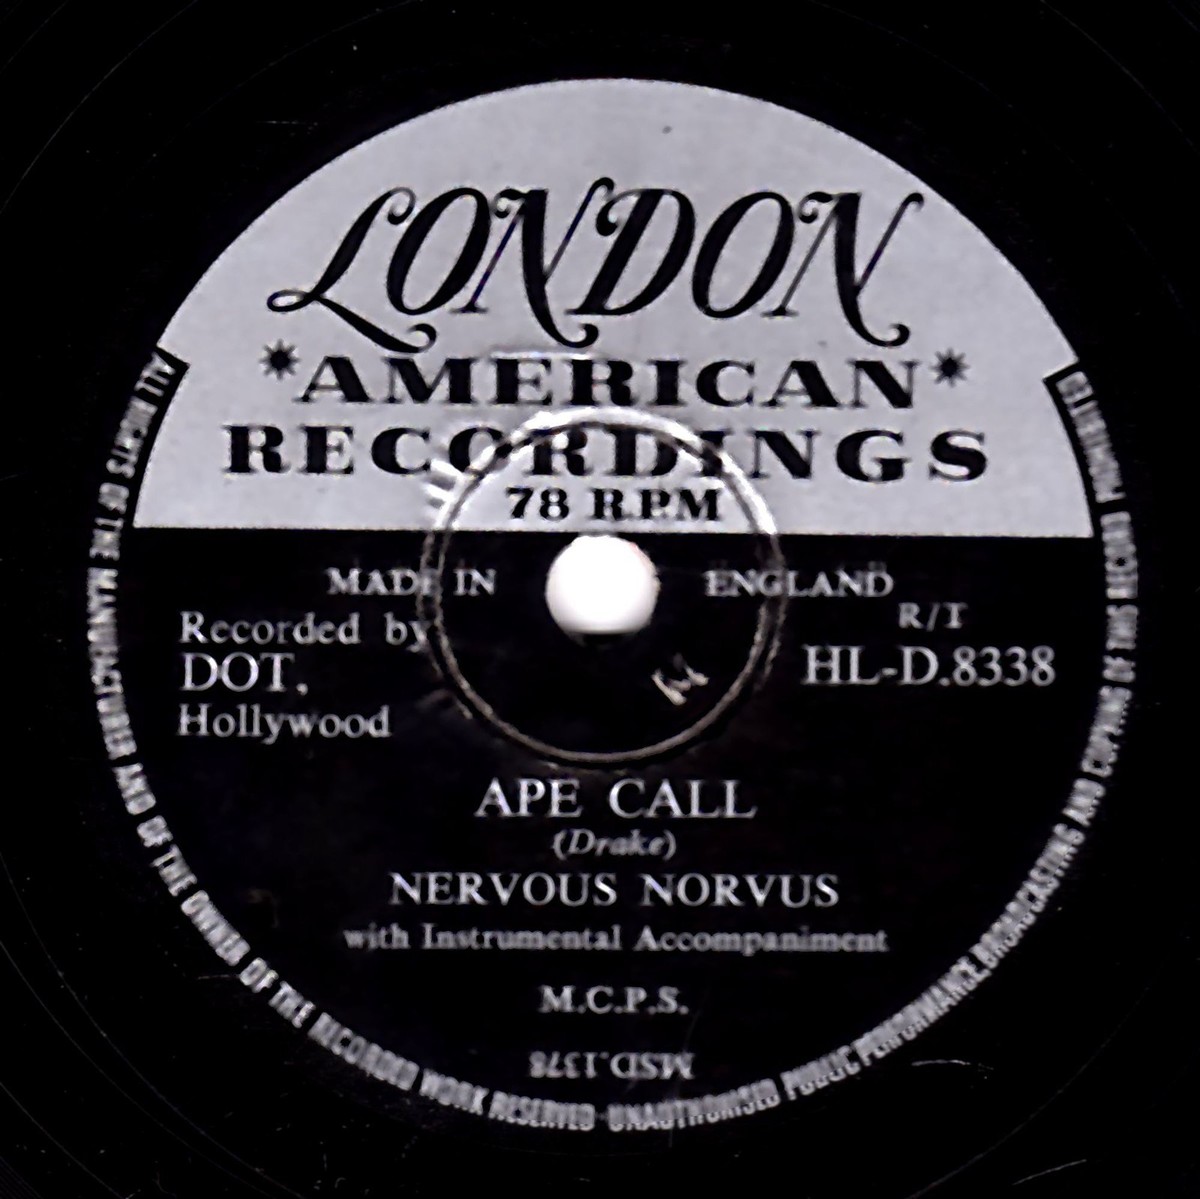 LONDON
*AMERICAN*
RECORDINGS
78 R.P.M
MADE IN ENGLAND
R/T
Recorded by
DOT,
Hollywood
HL-D.8338
APE CALL
(Drake)
NERVOUS NORVUS
with Instrumental Accompaniment
M.C.P.S.
MSD.1378
ALL RIGHTS OF THE MANUFACTURER AND OF THE OWNER OF THE RECORDED WORK RESERVED · UNAUTHORISED PUBLIC PERFORMANCE, BROADCASTING AND COPYING OF THIS RECORD PROHIBITED